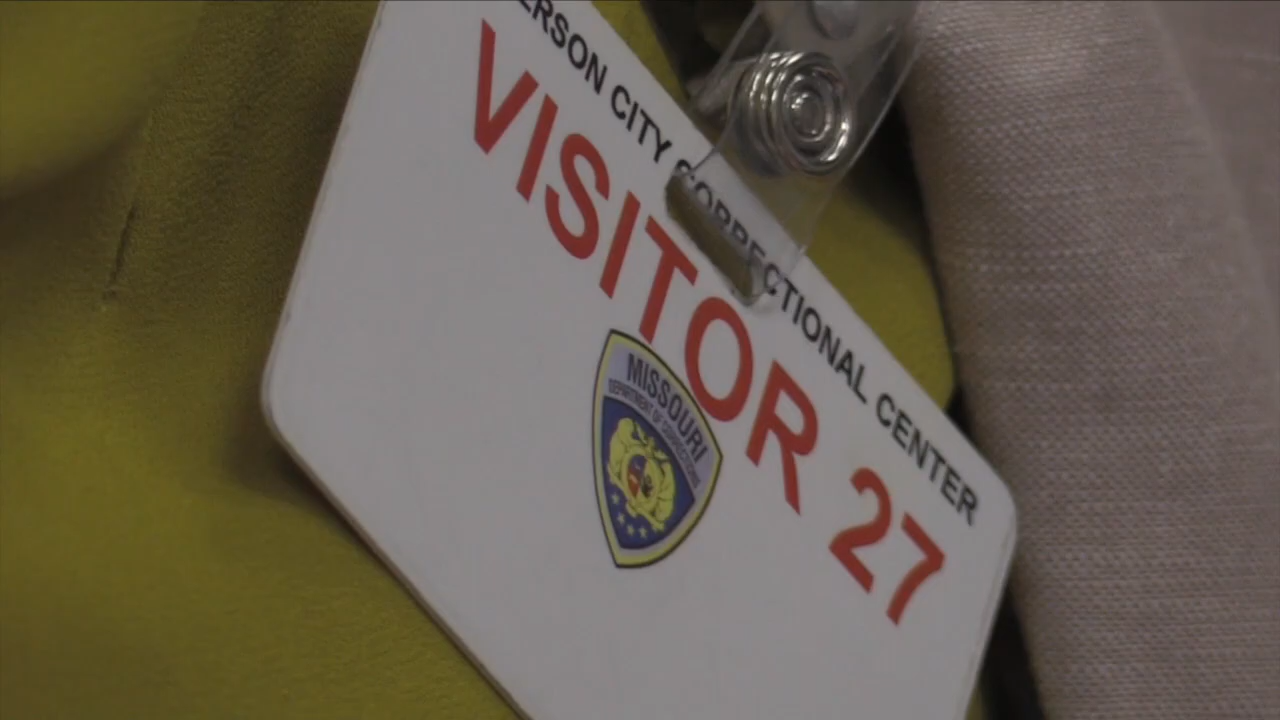 ERSON CITY CORRECTIONAL CENTER
VISITOR 27
MISSOURI
DEPARTMENT OF CORRECTIONS